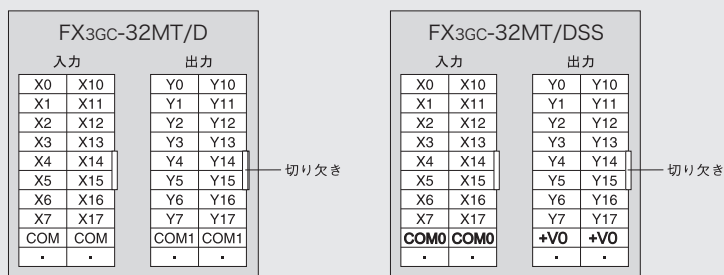 FX3GC-32MT/D
入力 出力
X0 X10 Y0 Y10
X1 X11 Y1 Y11
X2 X12 Y2 Y12
X3 X13 Y3 Y13
X4 X14 Y4 Y14
X5 X15 Y5 Y15
X6 X16 Y6 Y16
X7 X17 Y7 Y17
COM COM COM1 COM1
・ ・ ・ ・
切り欠き
FX3GC-32MT/DSS
入力 出力
X0 X10 Y0 Y10
X1 X11 Y1 Y11
X2 X12 Y2 Y12
X3 X13 Y3 Y13
X4 X14 Y4 Y14
X5 X15 Y5 Y15
X6 X16 Y6 Y16
X7 X17 Y7 Y17
COM0 COM0 +V0 +V0
・ ・ ・ ・
切り欠き